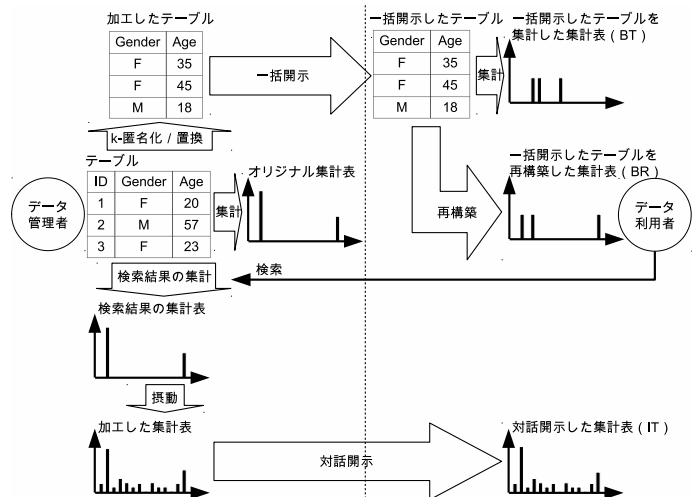 加工したテーブル
Gender Age
F 35
F 45
M 18
一括開示
一括開示したテーブル
Gender Age
F 35
F 45
M 18
集計
一括開示したテーブルを
集計した集計表 ( BT )
k-匿名化 / 置換
テーブル
ID Gender Age
1 F 20
2 M 57
3 F 23
データ
管理者
集計
オリジナル集計表
再構築
一括開示したテーブルを
再構築した集計表 ( BR )
データ
利用者
検索結果の集計
検索
検索結果の集計表
摂動
加工した集計表
対話開示
対話開示した集計表 ( IT )